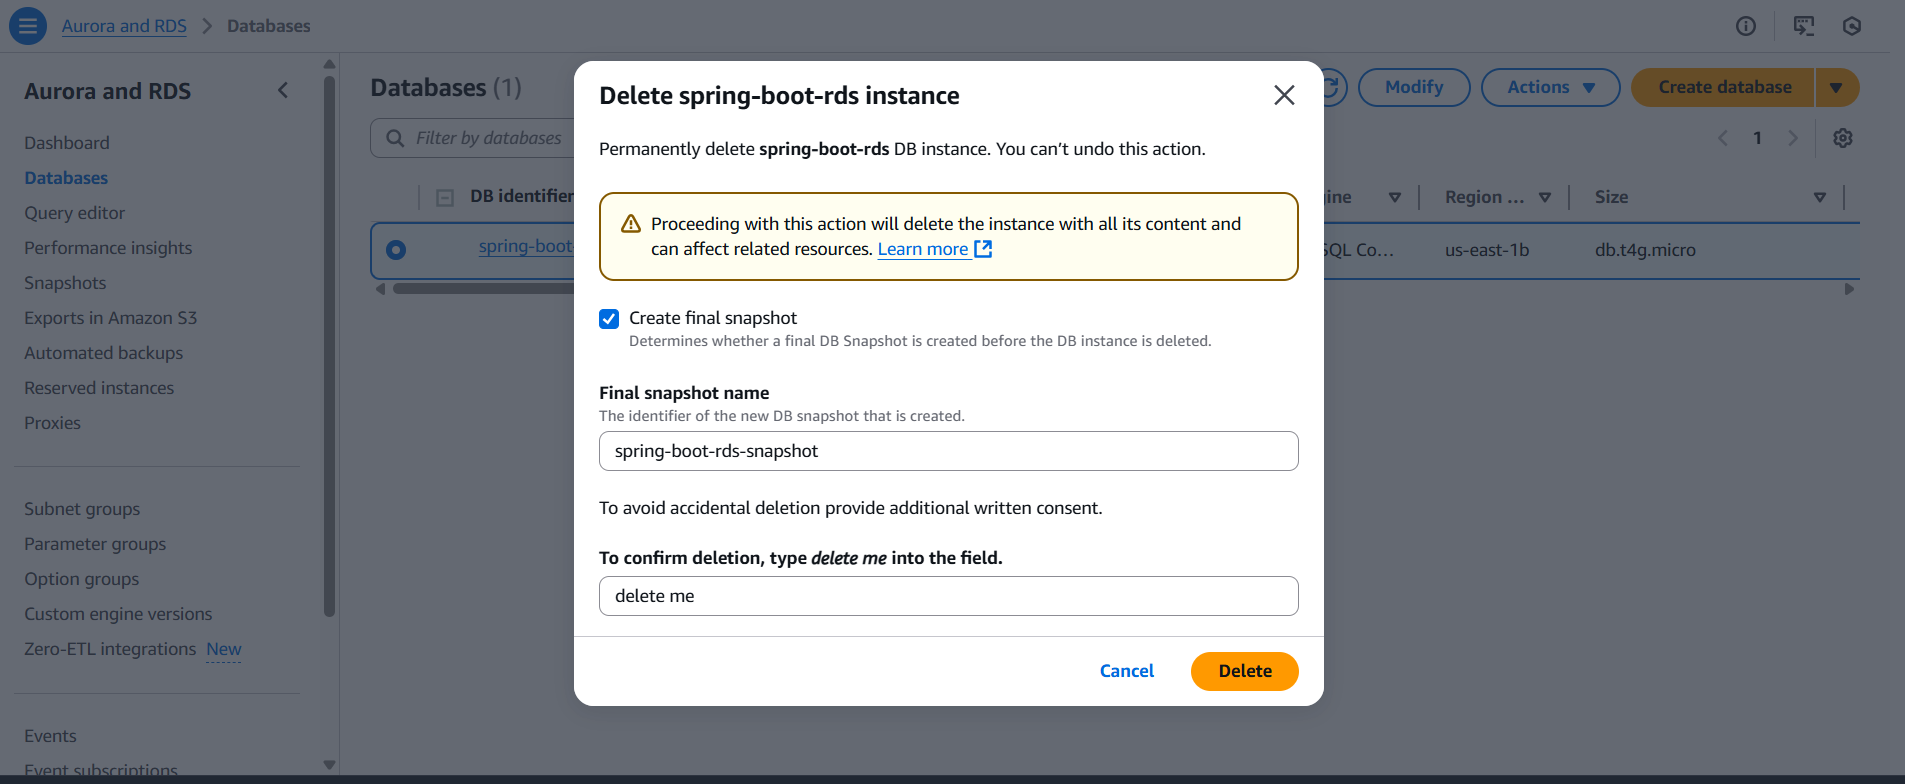 Aurora and RDS > Databases
Aurora and RDS
Dashboard
Databases
Query editor
Performance insights
Snapshots
Exports in Amazon S3
Automated backups
Reserved instances
Proxies
Subnet groups
Parameter groups
Option groups
Custom engine versions
Zero-ETL integrations New
Events
Event subscriptions
Databases (1)
Modify
Actions
Create database
Filter by databases
1
DB identifier
Region ...
Size
spring-boot-
us-east-1b
db.t4g.micro
Delete spring-boot-rds instance
Permanently delete spring-boot-rds DB instance. You can’t undo this action.
Proceeding with this action will delete the instance with all its content and
can affect related resources. Learn more
Create final snapshot
Determines whether a final DB Snapshot is created before the DB instance is deleted.
Final snapshot name
The identifier of the new DB snapshot that is created.
spring-boot-rds-snapshot
To avoid accidental deletion provide additional written consent.
To confirm deletion, type delete me into the field.
delete me
Cancel
Delete